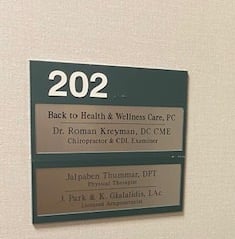 202
Back to Health & Wellness Care, PC
Dr. Roman Kreyman, DC CME
Chiropractor & CDL Examiner
Jalpaben Thummar, DPT
Physical Therapist
J. Park & K. Gkalalidis, LAc
Licensed Acupuncturist